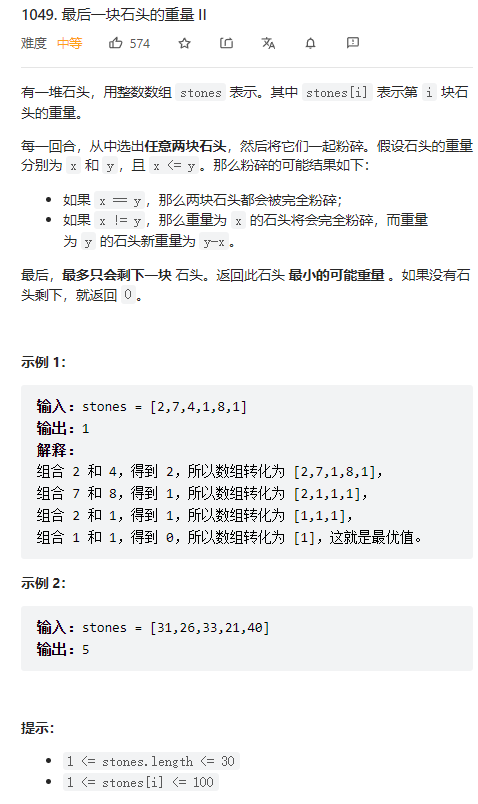 1049. 最后一块石头的重量 II
难度 中等 574
有一堆石头，用整数数组 stones 表示。其中 stones[i] 表示第 i 块石
头的重量。
每一回合，从中选出任意两块石头，然后将它们一起粉碎。假设石头的重量
分别为 x 和 y，且 x <= y。那么粉碎的可能结果如下：
• 如果 x == y，那么两块石头都会被完全粉碎；
• 如果 x != y，那么重量为 x 的石头将会完全粉碎，而重量
为 y 的石头新重量为 y-x。
最后，最多只会剩下一块 石头。返回此石头 最小的可能重量 。如果没有石
头剩下，就返回 0。
示例 1：
输入：stones = [2,7,4,1,8,1]
输出：1
解释：
组合 2 和 4，得到 2，所以数组转化为 [2,7,1,8,1]，
组合 7 和 8，得到 1，所以数组转化为 [2,1,1,1]，
组合 2 和 1，得到 1，所以数组转化为 [1,1,1]，
组合 1 和 1，得到 0，所以数组转化为 [1]，这就是最优值。
示例 2：
输入：stones = [31,26,33,21,40]
输出：5
提示：
• 1 <= stones.length <= 30
• 1 <= stones[i] <= 100